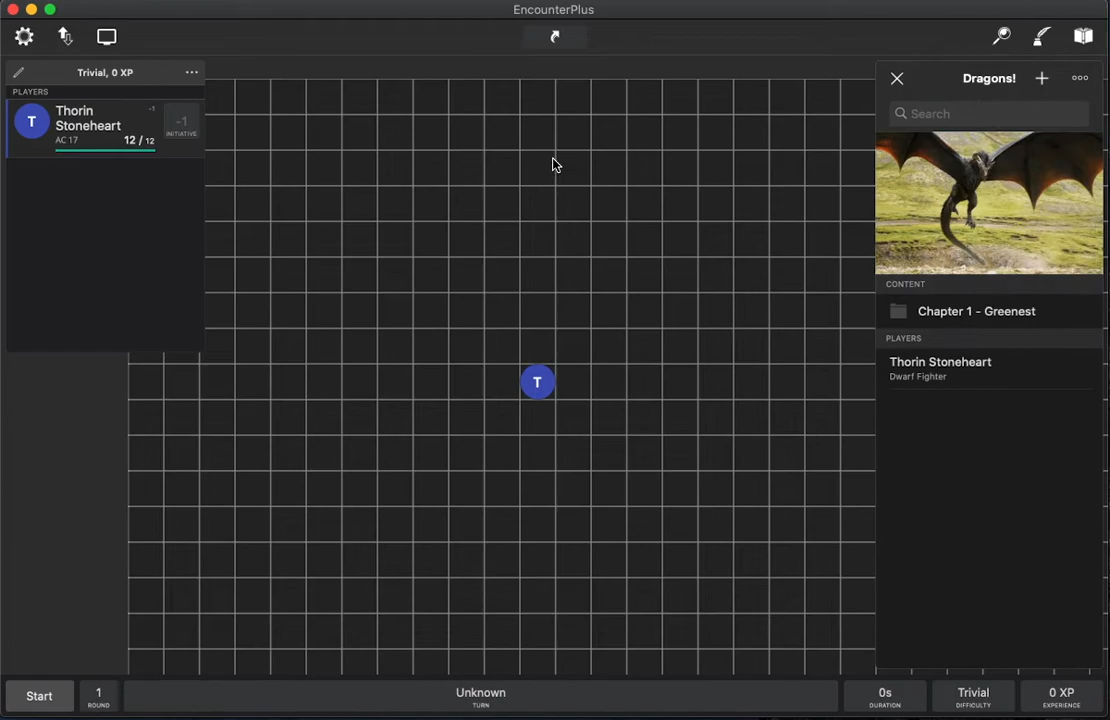 EncounterPlus
Trivial, 0 XP
PLAYERS
T
Thorin
Stoneheart
-1
AC 17
12 / 12
-1
INITIATIVE
T
Dragons!
Search
CONTENT
Chapter 1 - Greenest
PLAYERS
Thorin Stoneheart
Dwarf Fighter
Start
1
ROUND
Unknown
TURN
0s
DURATION
Trivial
DIFFICULTY
0 XP
EXPERIENCE